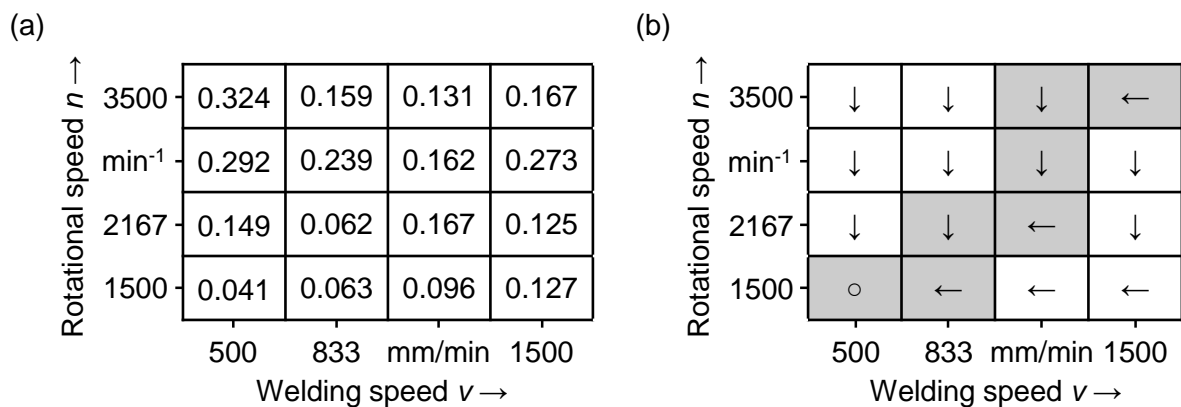 (a)
Rotational speed n →
3500 0.324 0.159 0.131 0.167
min-1 0.292 0.239 0.162 0.273
2167 0.149 0.062 0.167 0.125
1500 0.041 0.063 0.096 0.127
500 833 mm/min 1500
Welding speed v →
(b)
Rotational speed n →
3500 ↓ ↓ ↓ ←
min-1 ↓ ↓ ↓ ↓
2167 ↓ ↓ ← ↓
1500 ○ ← ← ←
500 833 mm/min 1500
Welding speed v →